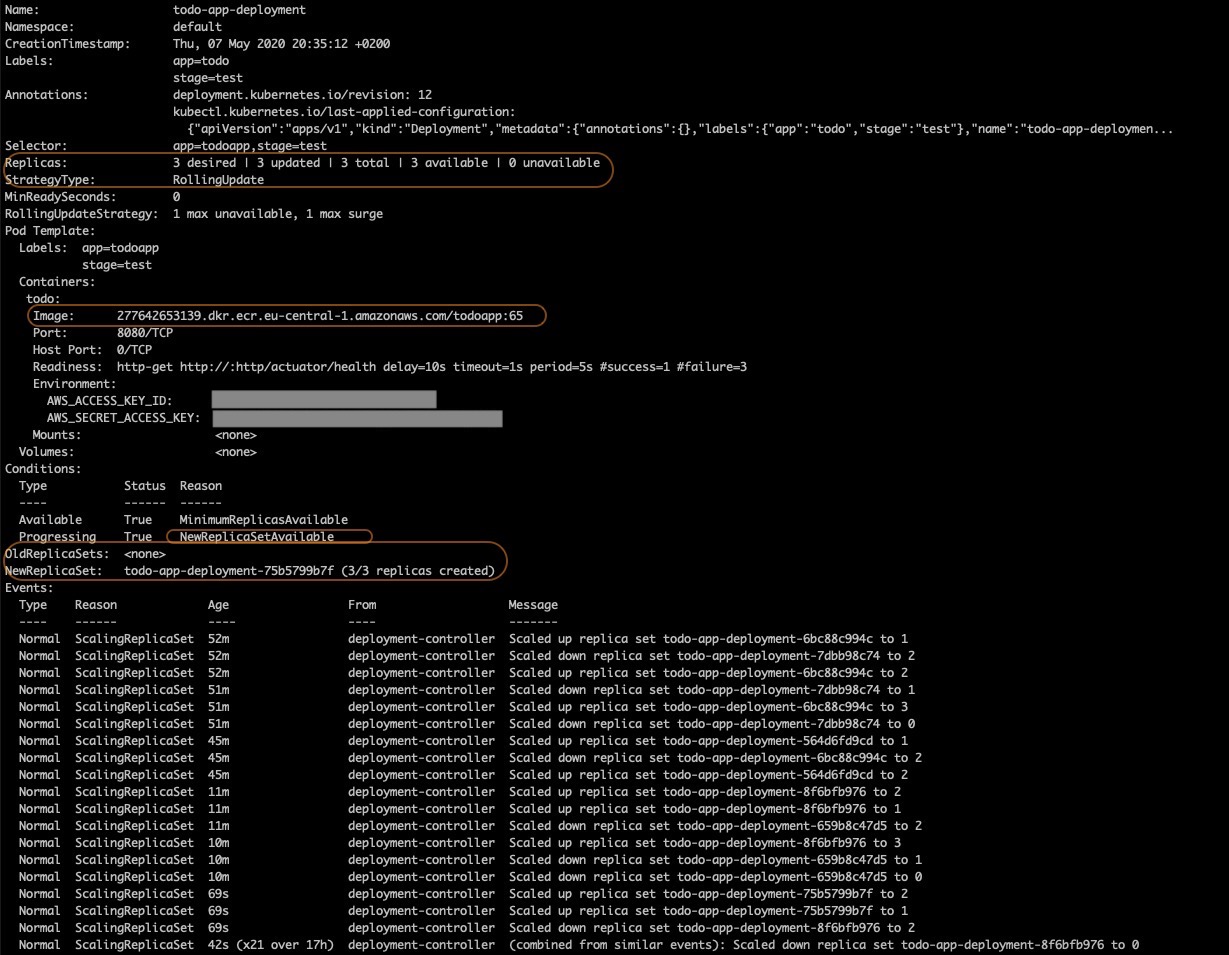 Name:                   todo-app-deployment
Namespace:              default
CreationTimestamp:      Thu, 07 May 2020 20:35:12 +0200
Labels:                 app=todo
                        stage=test
Annotations:            deployment.kubernetes.io/revision: 12
                        kubectl.kubernetes.io/last-applied-configuration:
                          {"apiVersion":"apps/v1","kind":"Deployment","metadata":{"annotations":{},"labels":{"app":"todo","stage":"test"},"name":"todo-app-deploymen...
Selector:               app=todoapp,stage=test
Replicas:               3 desired | 3 updated | 3 total | 3 available | 0 unavailable
StrategyType:           RollingUpdate
MinReadySeconds:        0
RollingUpdateStrategy:  1 max unavailable, 1 max surge
Pod Template:
  Labels:  app=todoapp
           stage=test
  Containers:
   todo:
    Image:      277642653139.dkr.ecr.eu-central-1.amazonaws.com/todoapp:65
    Port:       8080/TCP
    Host Port:  0/TCP
    Readiness:  http-get http://:http/actuator/health delay=10s timeout=1s period=5s #success=1 #failure=3
    Environment:
      AWS_ACCESS_KEY_ID:
      AWS_SECRET_ACCESS_KEY:
    Mounts:                   <none>
  Volumes:                    <none>
Conditions:
  Type           Status  Reason
  ----           ------  ------
  Available      True    MinimumReplicasAvailable
  Progressing    True    NewReplicaSetAvailable
OldReplicaSets:  <none>
NewReplicaSet:   todo-app-deployment-75b5799b7f (3/3 replicas created)
Events:
  Type    Reason             Age                 From                   Message
  ----    ------             ----                ----                   -------
  Normal  ScalingReplicaSet  52m                 deployment-controller  Scaled up replica set todo-app-deployment-6bc88c994c to 1
  Normal  ScalingReplicaSet  52m                 deployment-controller  Scaled down replica set todo-app-deployment-7dbb98c74 to 2
  Normal  ScalingReplicaSet  52m                 deployment-controller  Scaled up replica set todo-app-deployment-6bc88c994c to 2
  Normal  ScalingReplicaSet  51m                 deployment-controller  Scaled down replica set todo-app-deployment-7dbb98c74 to 1
  Normal  ScalingReplicaSet  51m                 deployment-controller  Scaled up replica set todo-app-deployment-6bc88c994c to 3
  Normal  ScalingReplicaSet  51m                 deployment-controller  Scaled down replica set todo-app-deployment-7dbb98c74 to 0
  Normal  ScalingReplicaSet  45m                 deployment-controller  Scaled up replica set todo-app-deployment-564d6fd9cd to 1
  Normal  ScalingReplicaSet  45m                 deployment-controller  Scaled down replica set todo-app-deployment-6bc88c994c to 2
  Normal  ScalingReplicaSet  45m                 deployment-controller  Scaled up replica set todo-app-deployment-564d6fd9cd to 2
  Normal  ScalingReplicaSet  11m                 deployment-controller  Scaled up replica set todo-app-deployment-8f6bfb976 to 2
  Normal  ScalingReplicaSet  11m                 deployment-controller  Scaled up replica set todo-app-deployment-8f6bfb976 to 1
  Normal  ScalingReplicaSet  11m                 deployment-controller  Scaled down replica set todo-app-deployment-659b8c47d5 to 2
  Normal  ScalingReplicaSet  10m                 deployment-controller  Scaled up replica set todo-app-deployment-8f6bfb976 to 3
  Normal  ScalingReplicaSet  10m                 deployment-controller  Scaled down replica set todo-app-deployment-659b8c47d5 to 1
  Normal  ScalingReplicaSet  10m                 deployment-controller  Scaled down replica set todo-app-deployment-659b8c47d5 to 0
  Normal  ScalingReplicaSet  69s                 deployment-controller  Scaled up replica set todo-app-deployment-75b5799b7f to 2
  Normal  ScalingReplicaSet  69s                 deployment-controller  Scaled up replica set todo-app-deployment-75b5799b7f to 1
  Normal  ScalingReplicaSet  69s                 deployment-controller  Scaled down replica set todo-app-deployment-8f6bfb976 to 2
  Normal  ScalingReplicaSet  42s (x21 over 17h)  deployment-controller  (combined from similar events): Scaled down replica set todo-app-deployment-8f6bfb976 to 0